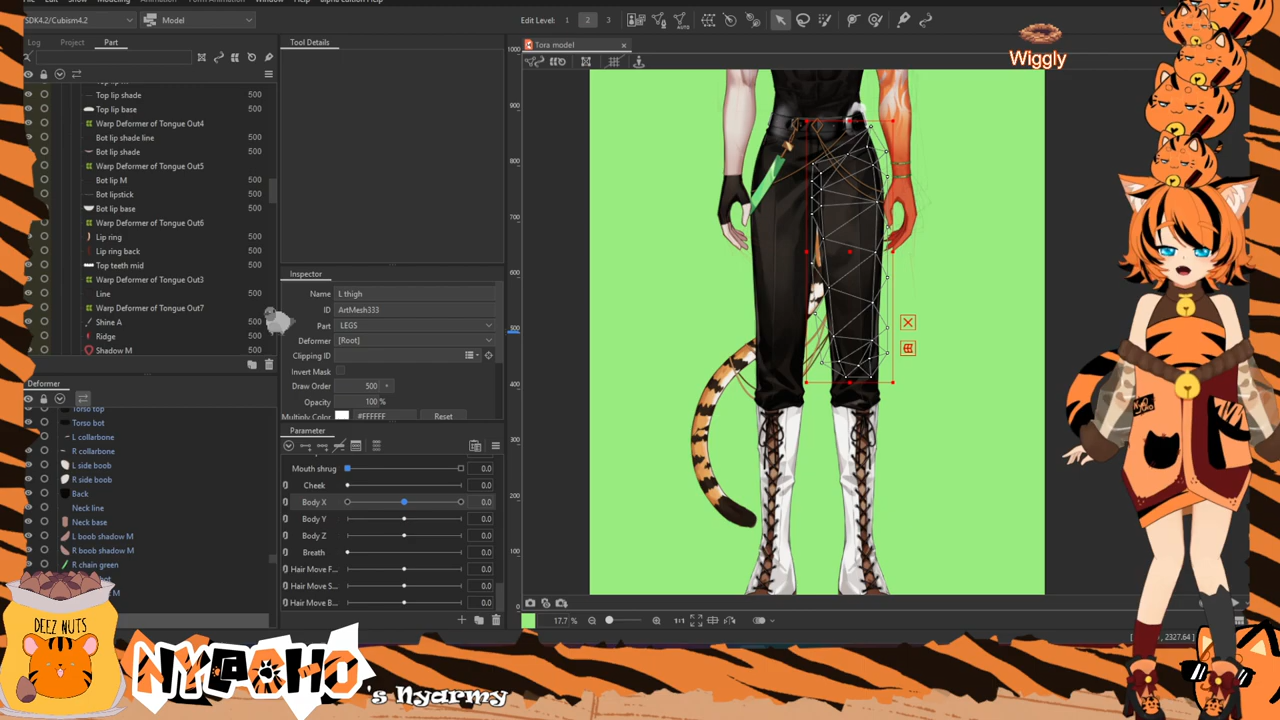 SDK4.2/Cubism4.2
Model
Edit Level: 1 2 3
Log Project Part
Tool Details
Tora model
Wiggly
Top lip shade 500
Top lip base 500
Warp Deformer of Tongue Out4
Bot lip shade line 500
Bot lip shade 500
Warp Deformer of Tongue Out5
Bot lip M 500
Bot lipstick 500
Bot lip base 500
Warp Deformer of Tongue Out6
Lip ring 500
Lip ring back 500
Top teeth mid 500
Warp Deformer of Tongue Out3
Line 500
Warp Deformer of Tongue Out7
Shine A 500
Ridge 500
Shadow M 500
Inspector
Name L thigh
ID ArtMesh333
Part LEGS
Deformer [Root]
Clipping ID
Invert Mask
Draw Order 500
Opacity 100 %
Multiply Color #FFFFFF Reset
Deformer
Torso top
Torso bot
L collarbone
R collarbone
L side boob
R side boob
Back
Neck line
Neck base
L boob shadow M
R boob shadow M
R chain green
Parameter
Mouth shrug 0.0
Cheek 0.0
Body X 0.0
Body Y 0.0
Body Z 0.0
Breath 0.0
Hair Move F... 0.0
Hair Move S... 0.0
Hair Move B... 0.0
1000
900
800
700
600
500
400
300
200
100
0
17.7 %
1:1
2327.64 ]
DEEZ NUTS
NYAOHO
's Nyarmy